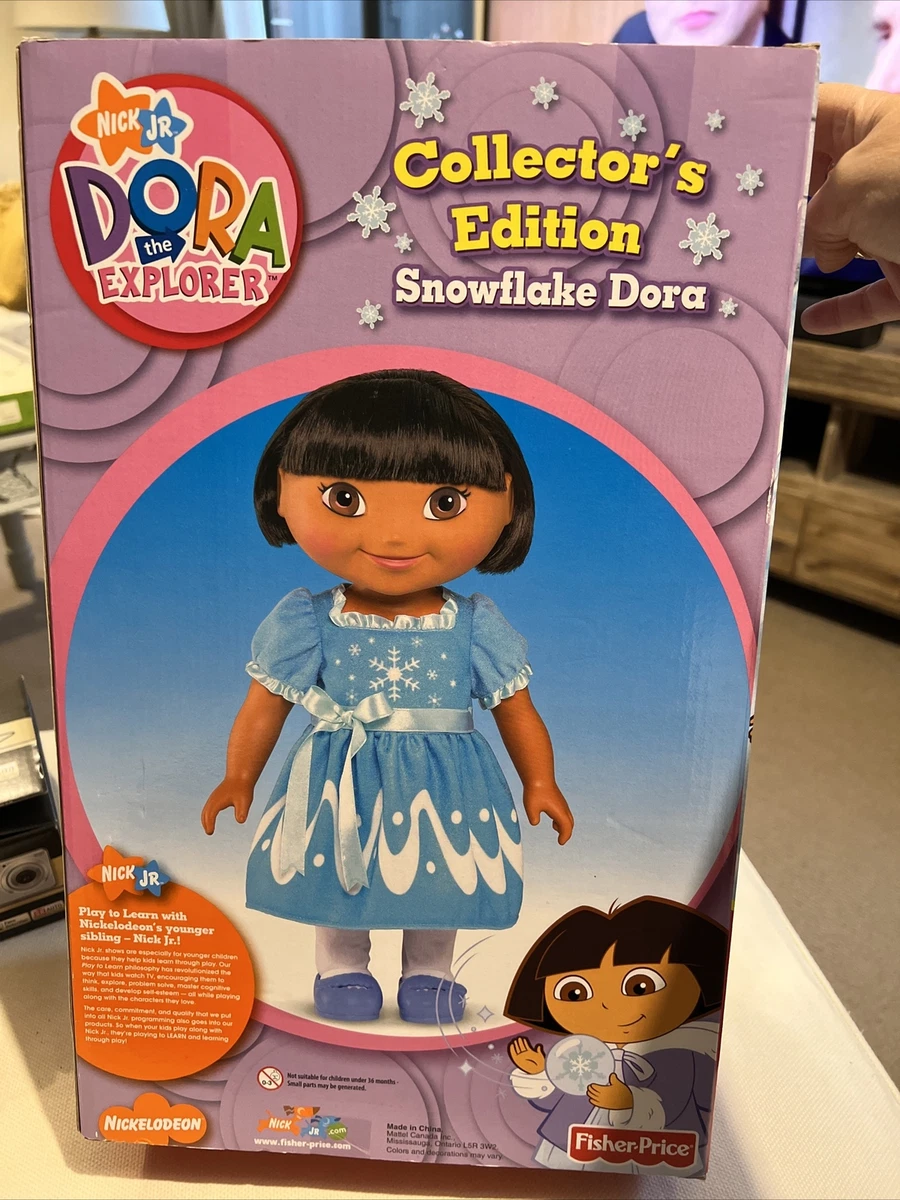 NICK JR
DORA
the
EXPLORER™
Collector's
Edition
Snowflake Dora
NICK JR
Play to Learn with
Nickelodeon's younger
sibling – Nick Jr.!
Nick Jr. shows are especially for younger children
because they help kids learn through play. Our
Play to Learn philosophy has revolutionized the
way that kids watch TV, encouraging them to
think, explore, problem solve, master cognitive
skills, and develop self-esteem — all while playing
along with the characters they love.
The care, commitment, and quality that we put
into all Nick Jr. programming also goes into our
products. So when your kids play along with
Nick Jr., they're playing to LEARN and learning
through play!
0-3
Not suitable for children under 36 months -
Small parts may be generated.
NICKELODEON
NICK JR .com
www.fisher-price.com
Made in China.
Mattel Canada Inc.,
Mississauga, Ontario L5R 3W2.
Colors and decorations may vary.
Fisher-Price